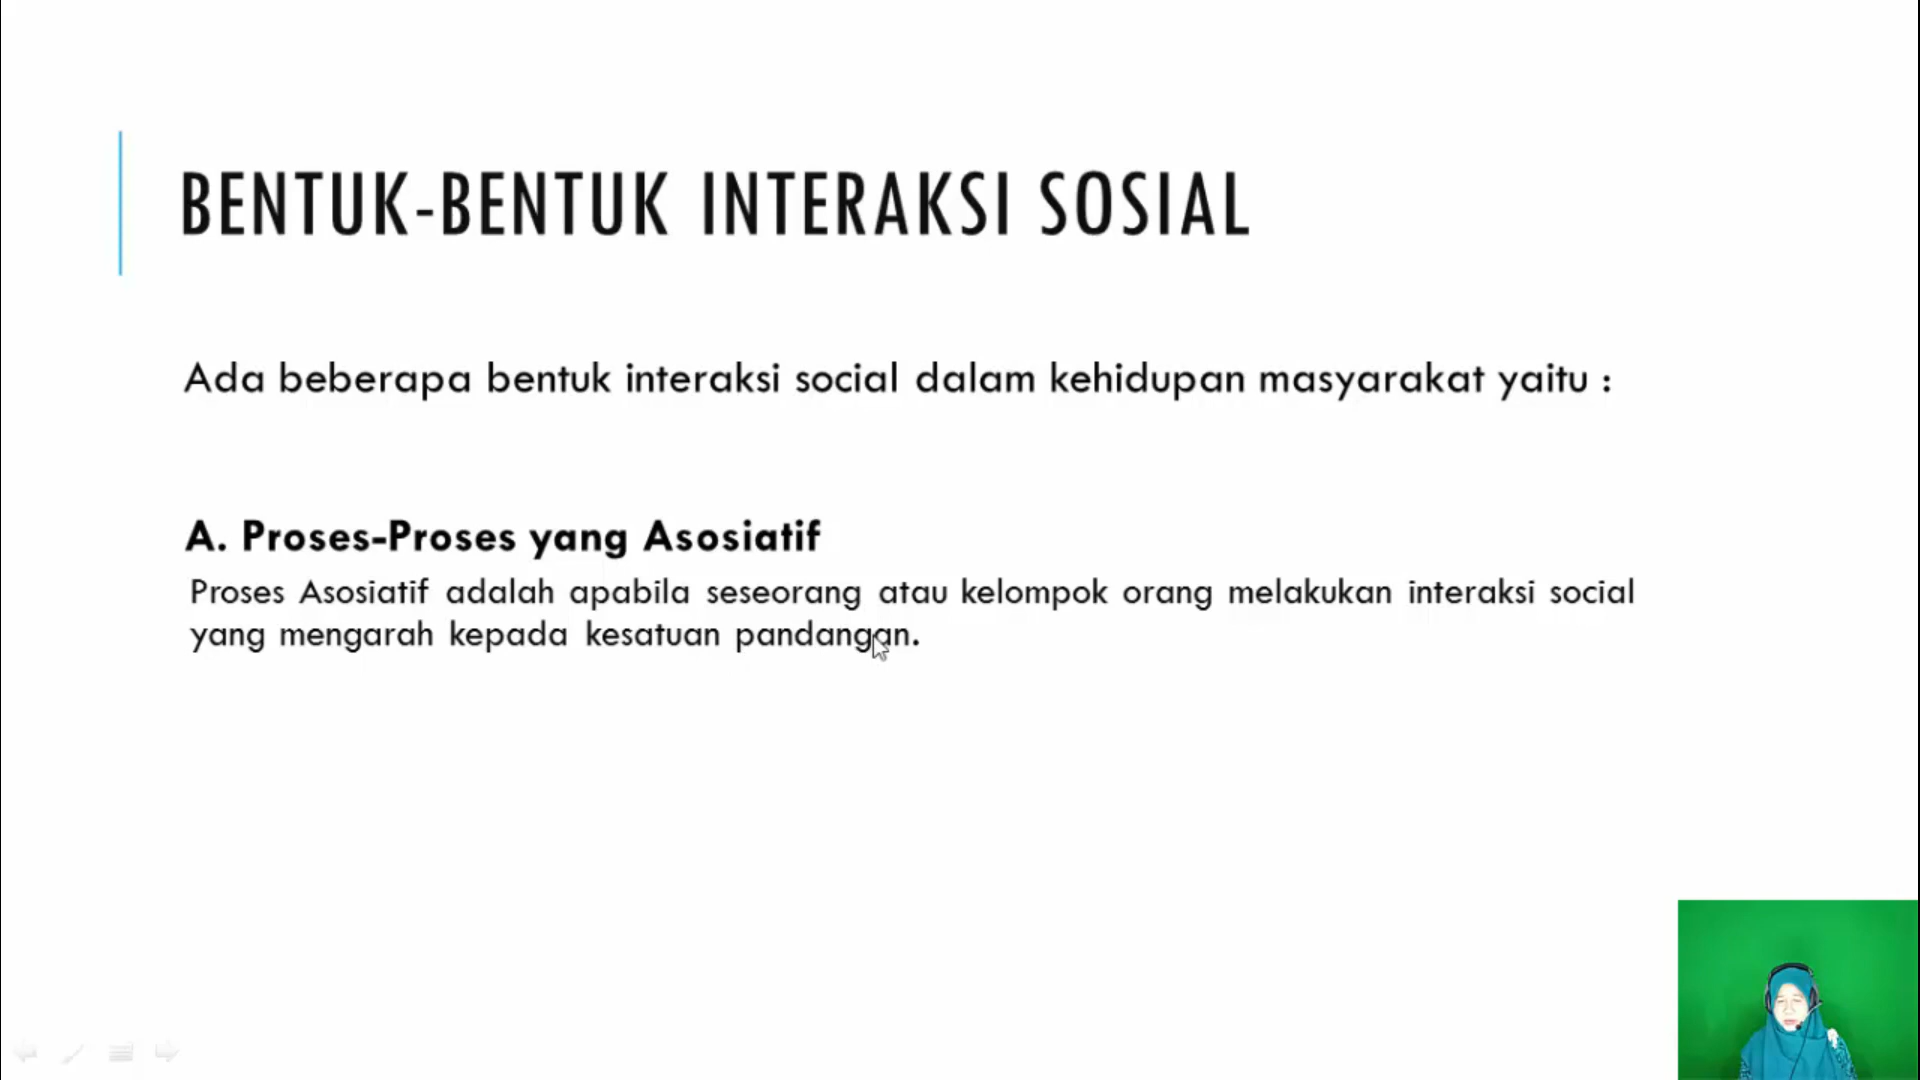 BENTUK-BENTUK INTERAKSI SOSIAL
Ada beberapa bentuk interaksi social dalam kehidupan masyarakat yaitu :
A. Proses-Proses yang Asosiatif
Proses Asosiatif adalah apabila seseorang atau kelompok orang melakukan interaksi social
yang mengarah kepada kesatuan pandangan.